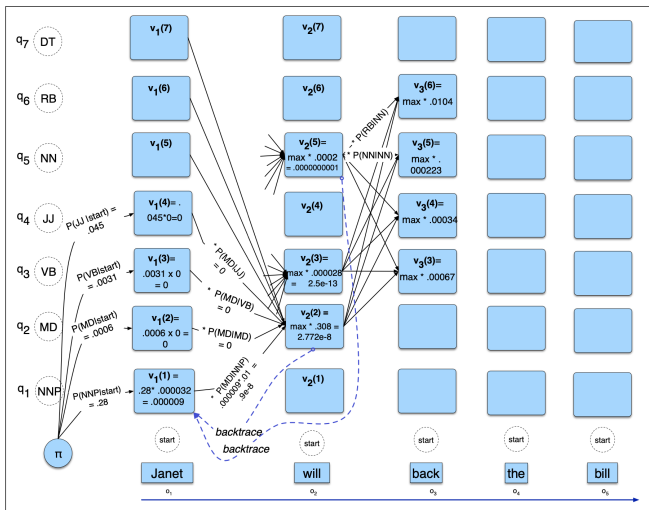 q7 DT
v1(7)
v2(7)
q6 RB
v1(6)
v2(6)
v3(6)=
max * .0104
* P(RB|NN)
q5 NN
v1(5)
v2(5)=
max * .0002
= .0000000001
* P(NN|NN)
v3(5)=
max * .
000223
q4 JJ
P(JJ |start) =
.045
v1(4)= .
045*0=0
* P(MD|JJ)
= 0
v2(4)
v3(4)=
max * .00034
q3 VB
P(VB|start)
= .0031
v1(3)=
.0031 x 0
= 0
* P(MD|VB)
= 0
v2(3)=
max * .000028
= 2.5e-13
v3(3)=
max * .00067
q2 MD
P(MD|start)
= .0006
v1(2)=
.0006 x 0 =
0
* P(MD|MD)
= 0
v2(2) =
max * .308 =
2.772e-8
q1 NNP
P(NNP|start)
= .28
v1(1) =
.28* .000032
= .000009
* P(MD|NNP)
.000009*.01 =
.9e-8
v2(1)
backtrace
backtrace
π
start
start
start
start
start
Janet
will
back
the
bill
o1
o2
o3
o4
o5